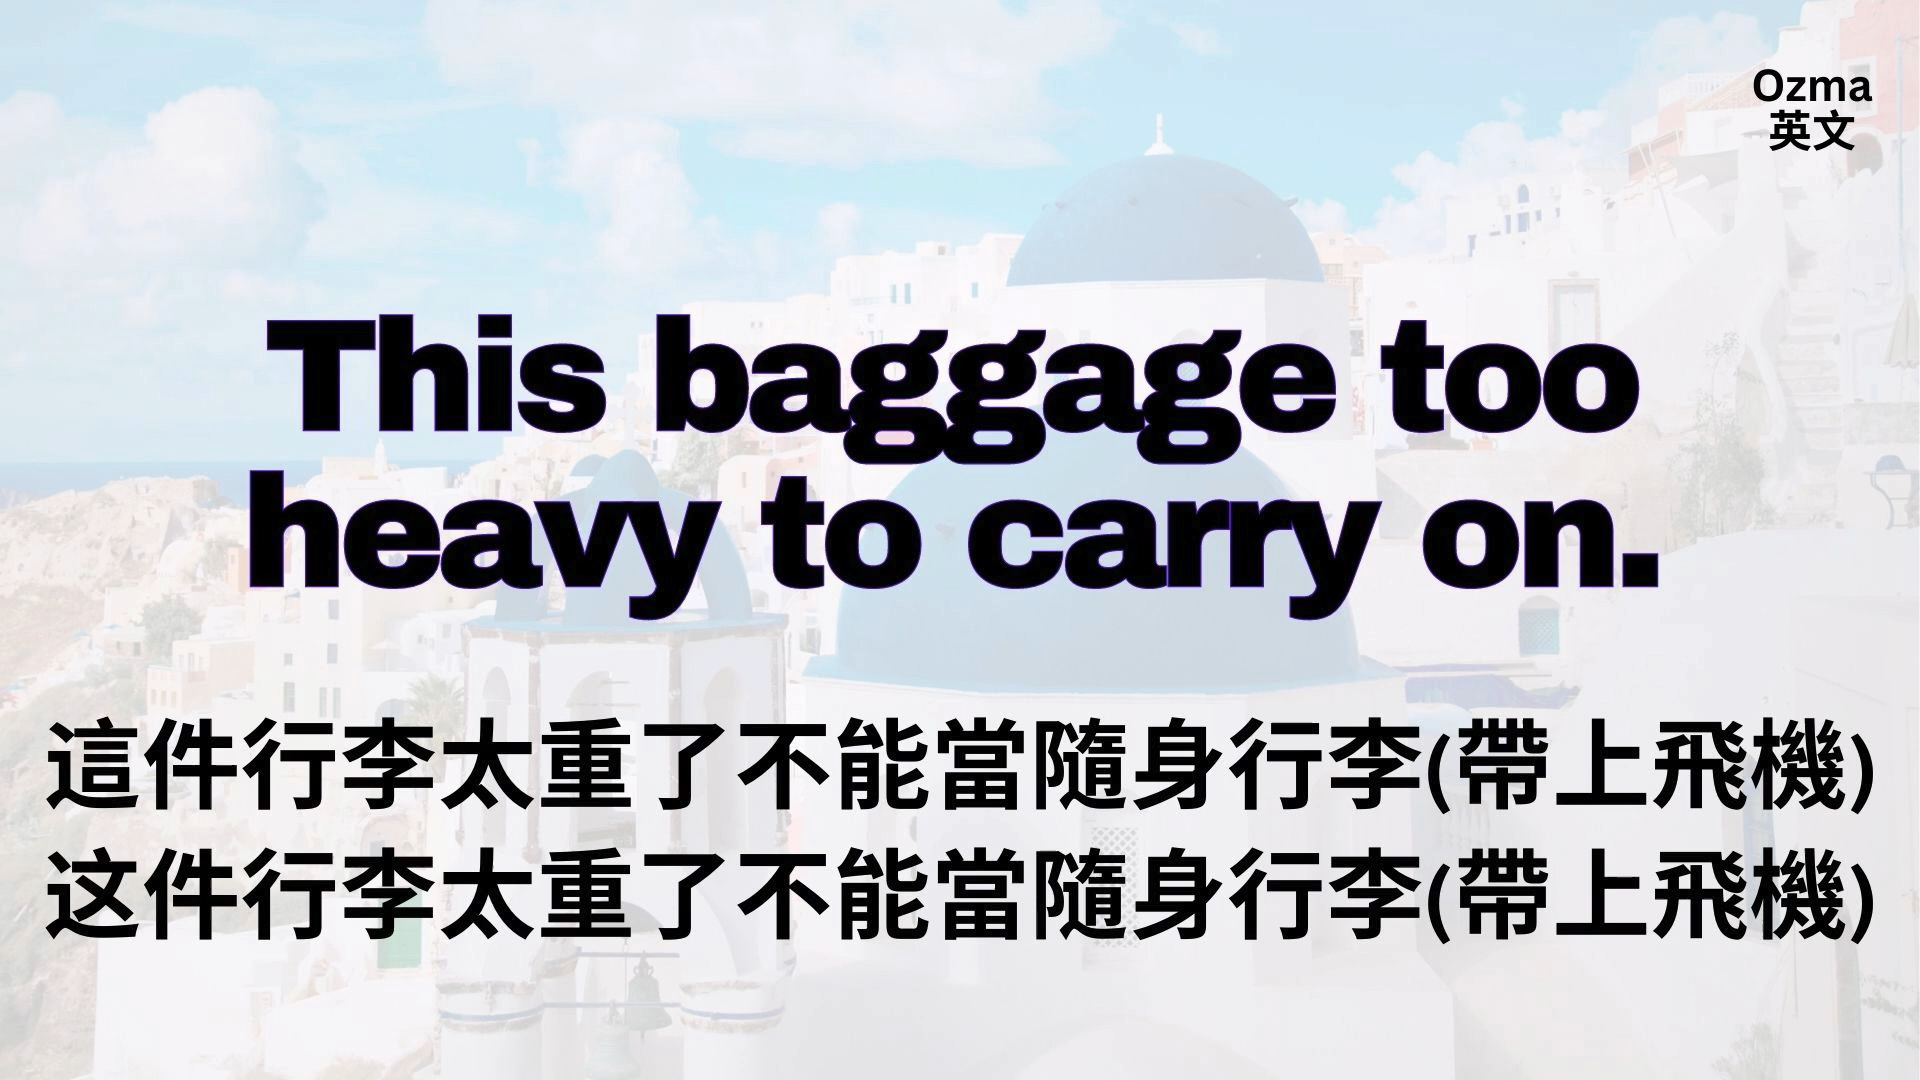 Ozma
英文
This baggage too
heavy to carry on.
這件行李太重了不能當隨身行李(帶上飛機)
这件行李太重了不能當隨身行李(帶上飛機)